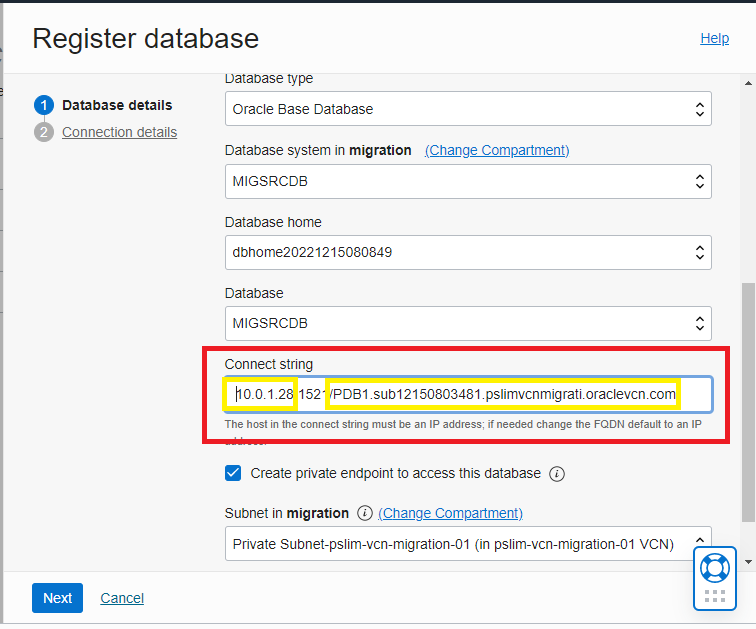 Register database
Help
1 Database details
2 Connection details
Database type
Oracle Base Database
Database system in migration (Change Compartment)
MIGSRCDB
Database home
dbhome20221215080849
Database
MIGSRCDB
Connect string
10.0.1.28:1521/PDB1.sub12150803481.pslimvcnmigrati.oraclevcn.com
The host in the connect string must be an IP address; if needed change the FQDN default to an IP
address.
Create private endpoint to access this database
Subnet in migration (Change Compartment)
Private Subnet-pslim-vcn-migration-01 (in pslim-vcn-migration-01 VCN)
Next
Cancel